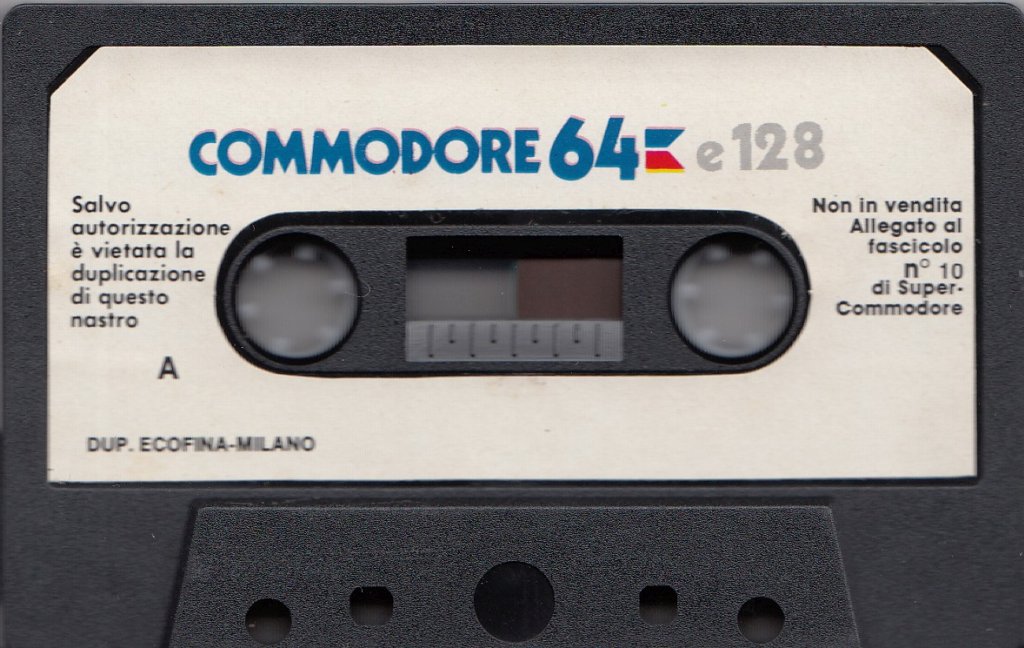 COMMODORE 64 e 128
Salvo
autorizzazione
è vietata la
duplicazione
di questo
nastro
A
DUP. ECOFINA-MILANO
Non in vendita
Allegato al
fascicolo
n° 10
di Super-
Commodore